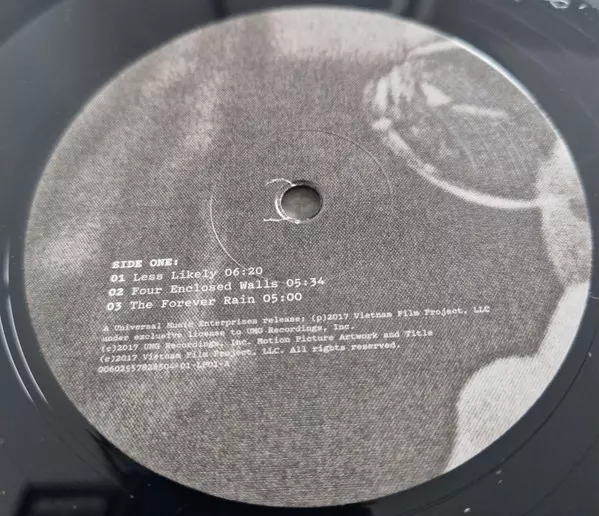 SIDE ONE:
01 Less Likely 06:20
02 Four Enclosed Walls 05:34
03 The Forever Rain 05:00
A Universal Music Enterprises release; (p)2017 Vietnam Film Project, LLC
under exclusive license to UMG Recordings, Inc.
(c)2017 UMG Recordings, Inc. Motion Picture Artwork and Title
(c)2017 Vietnam Film Project, LLC. All rights reserved.